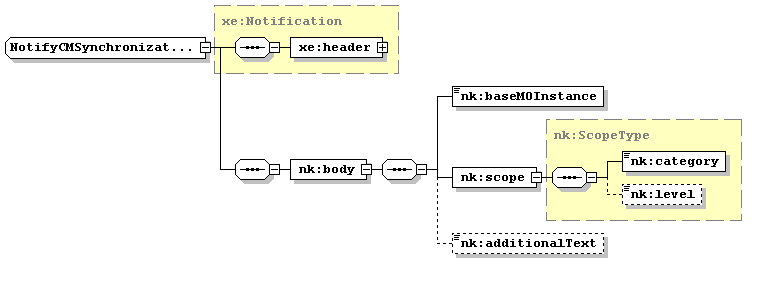 xe:Notification
NotifyCMSynchronizat...
xe:header
nk:baseMOInstance
nk:ScopeType
nk:category
nk:body
nk:scope
nk:level
nk:additionalText